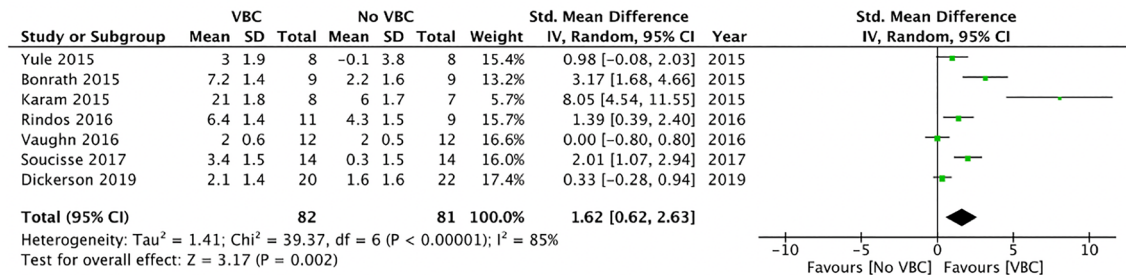 VBC No VBC Std. Mean Difference Std. Mean Difference
Study or Subgroup Mean SD Total Mean SD Total Weight IV, Random, 95% CI Year IV, Random, 95% CI
Yule 2015 3 1.9 8 −0.1 3.8 8 15.4% 0.98 [−0.08, 2.03] 2015
Bonrath 2015 7.2 1.4 9 2.2 1.6 9 12.9% 3.17 [1.68, 4.66] 2015
Karam 2015 21 1.8 8 6 1.7 7 5.7% 8.05 [4.54, 11.55] 2015
Rindos 2016 6.4 1.4 11 4.3 1.5 9 15.7% 1.39 [0.39, 2.40] 2016
Vaughn 2016 2 0.6 12 2 0.5 12 16.6% 0.00 [−0.80, 0.80] 2016
Soucisse 2017 3.4 1.5 14 0.3 1.5 14 16.0% 2.01 [1.07, 2.94] 2017
Dickerson 2019 2.1 1.4 20 1.6 1.6 22 17.4% 0.33 [−0.28, 0.94] 2019
Total (95% CI) 82 81 100.0% 1.62 [0.62, 2.63]
Heterogeneity: Tau² = 1.41; Chi² = 39.37, df = 6 (P < 0.00001); I² = 85%
Test for overall effect: Z = 3.17 (P = 0.002)
−10 −5 0 5 10
Favours [No VBC] Favours [VBC]